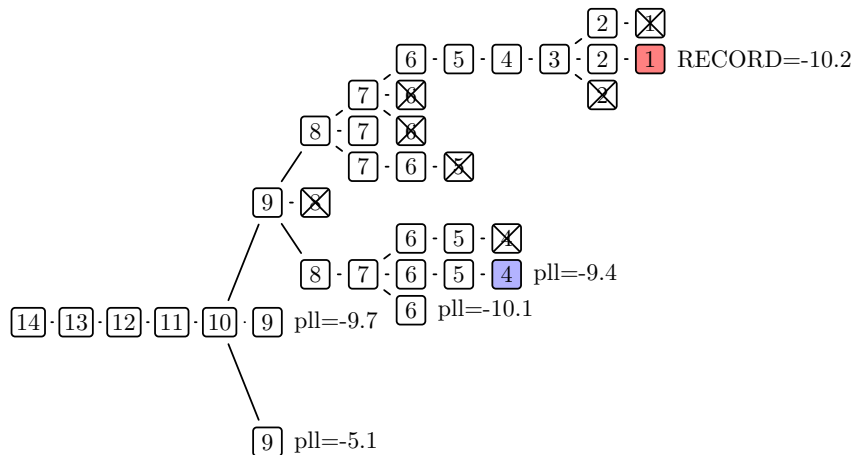 2 1
6 5 4 3 2 1 RECORD=-10.2
7 6 2
8 7 6
7 6 5
9 8
6 5 4
8 7 6 5 4 pll=-9.4
6 pll=-10.1
14 13 12 11 10 9 pll=-9.7
9 pll=-5.1